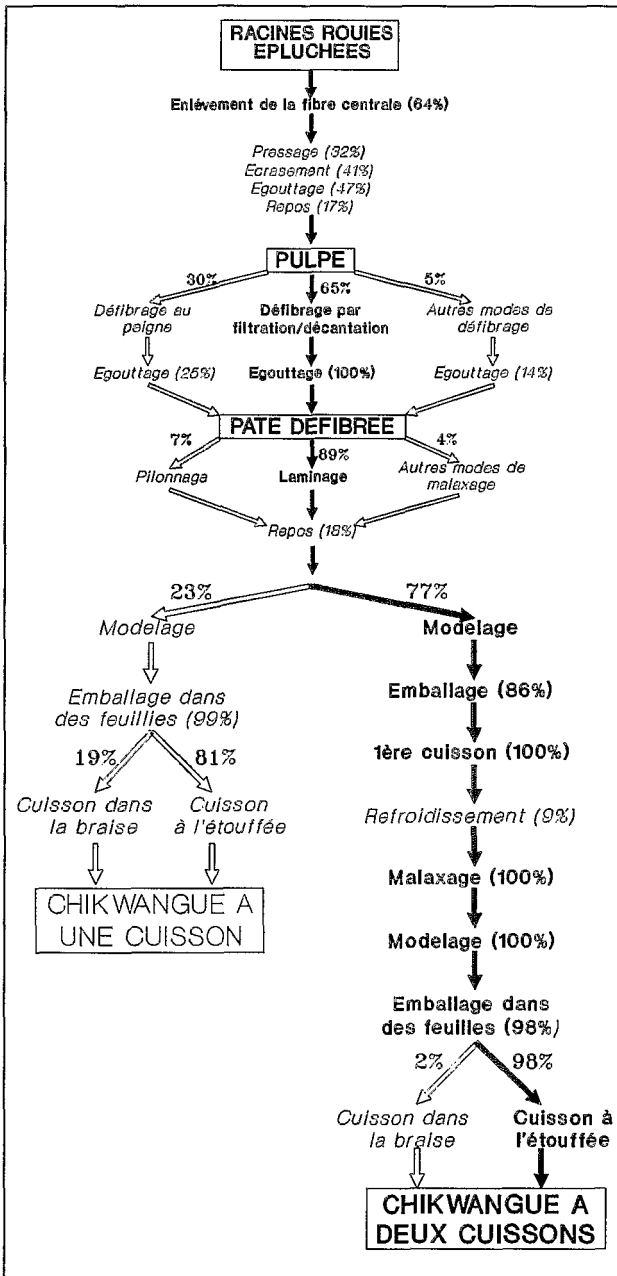 RACINES ROUIES
EPLUCHEES
Enlévement de la fibre centrale (64%)
Pressage (32%)
Ecrasement (41%)
Egouttage (47%)
Repos (17%)
PULPE
30% 65% 5%
Défibrage au
peigne
Défibrage par
filtration/décantation
Autres modes de
défibrage
Egouttage (25%) Egouttage (100%) Egouttage (14%)
PATE DEFIBREE
7% 89% 4%
Pilonnaga Laminage Autres modes de
malaxage
Repos (18%)
23% 77%
Modelage Modelage
Emballage dans
des feuillies (99%)
19% 81%
Cuisson dans
la braise
Cuisson
à l'étouffée
CHIKWANGUE A
UNE CUISSON
Emballage (86%)
1ère cuisson (100%)
Refroidissement (9%)
Malaxage (100%)
Modelage (100%)
Emballage dans
des feuilles (98%)
2% 98%
Cuisson dans
la braise
Cuisson à
l'étouffée
CHIKWANGUE A
DEUX CUISSONS